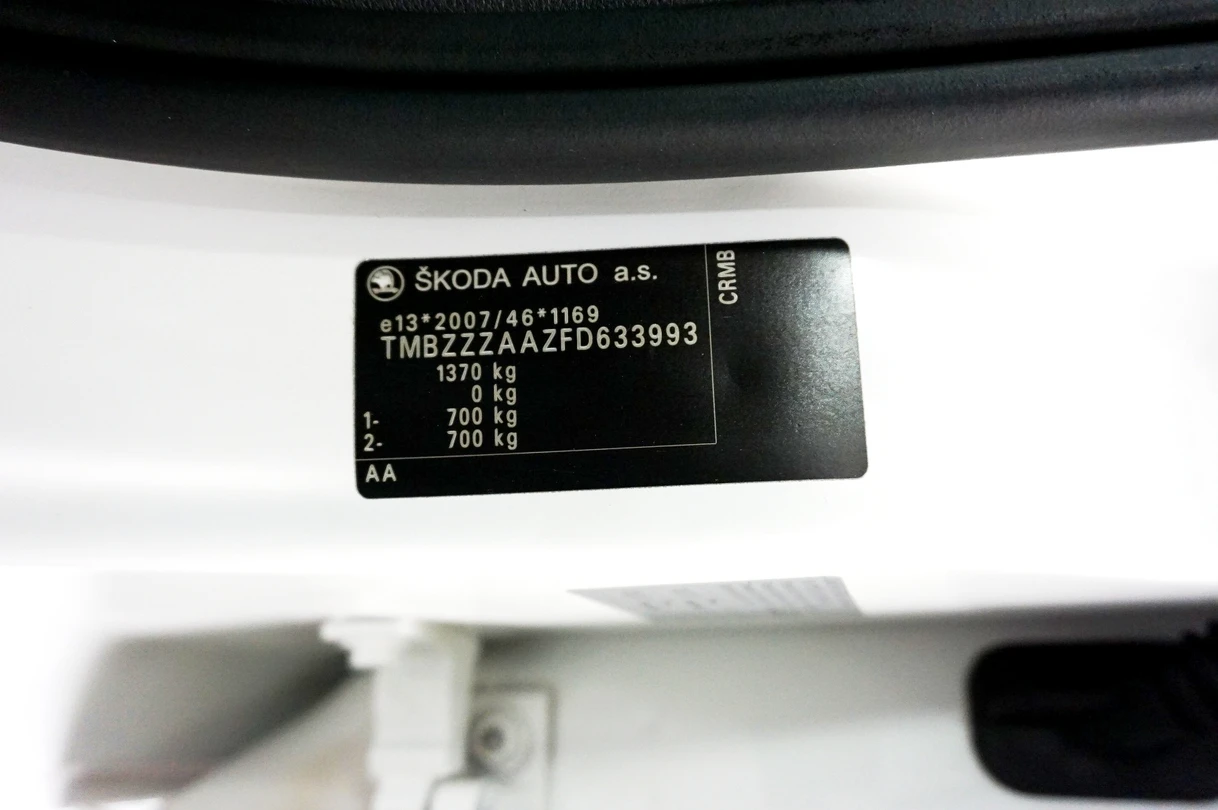 ŠKODA AUTO a.s.
CRMB
e13*2007/46*1169
TMBZZZAAZFD633993
1370 kg
0 kg
1- 700 kg
2- 700 kg
AA